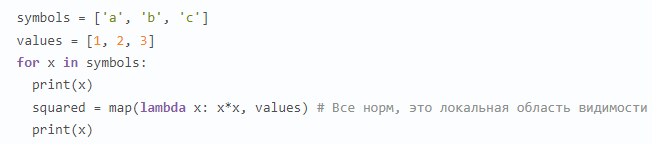 symbols = ['a', 'b', 'c']
values = [1, 2, 3]
for x in symbols:
  print(x)
  squared = map(lambda x: x*x, values) # Все норм, это локальная область видимости
  print(x)